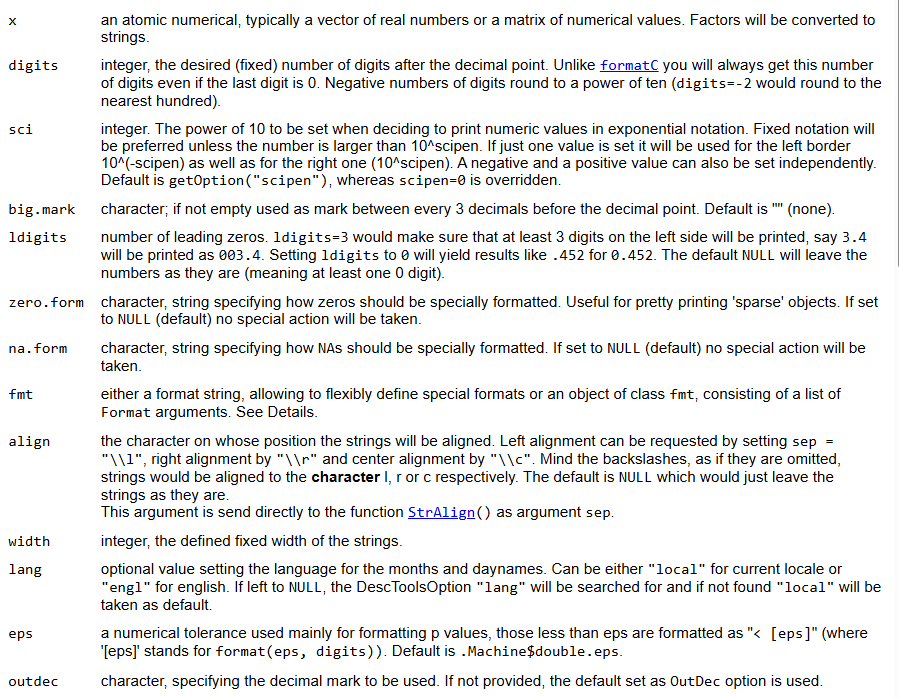 x an atomic numerical, typically a vector of real numbers or a matrix of numerical values. Factors will be converted to
strings.
digits integer, the desired (fixed) number of digits after the decimal point. Unlike formatC you will always get this number
of digits even if the last digit is 0. Negative numbers of digits round to a power of ten (digits=-2 would round to the
nearest hundred).
sci integer. The power of 10 to be set when deciding to print numeric values in exponential notation. Fixed notation will
be preferred unless the number is larger than 10^scipen. If just one value is set it will be used for the left border
10^(-scipen) as well as for the right one (10^scipen). A negative and a positive value can also be set independently.
Default is getOption("scipen"), whereas scipen=0 is overridden.
big.mark character; if not empty used as mark between every 3 decimals before the decimal point. Default is "" (none).
ldigits number of leading zeros. ldigits=3 would make sure that at least 3 digits on the left side will be printed, say 3.4
will be printed as 003.4. Setting ldigits to 0 will yield results like .452 for 0.452. The default NULL will leave the
numbers as they are (meaning at least one 0 digit).
zero.form character, string specifying how zeros should be specially formatted. Useful for pretty printing 'sparse' objects. If set
to NULL (default) no special action will be taken.
na.form character, string specifying how NAs should be specially formatted. If set to NULL (default) no special action will be
taken.
fmt either a format string, allowing to flexibly define special formats or an object of class fmt, consisting of a list of
Format arguments. See Details.
align the character on whose position the strings will be aligned. Left alignment can be requested by setting sep =
"\\l", right alignment by "\\r" and center alignment by "\\c". Mind the backslashes, as if they are omitted,
strings would be aligned to the character l, r or c respectively. The default is NULL which would just leave the
strings as they are.
This argument is send directly to the function StrAlign() as argument sep.
width integer, the defined fixed width of the strings.
lang optional value setting the language for the months and daynames. Can be either "local" for current locale or
"engl" for english. If left to NULL, the DescToolsOption "lang" will be searched for and if not found "local" will be
taken as default.
eps a numerical tolerance used mainly for formatting p values, those less than eps are formatted as "< [eps]" (where
'[eps]' stands for format(eps, digits)). Default is .Machine$double.eps.
outdec character, specifying the decimal mark to be used. If not provided, the default set as OutDec option is used.